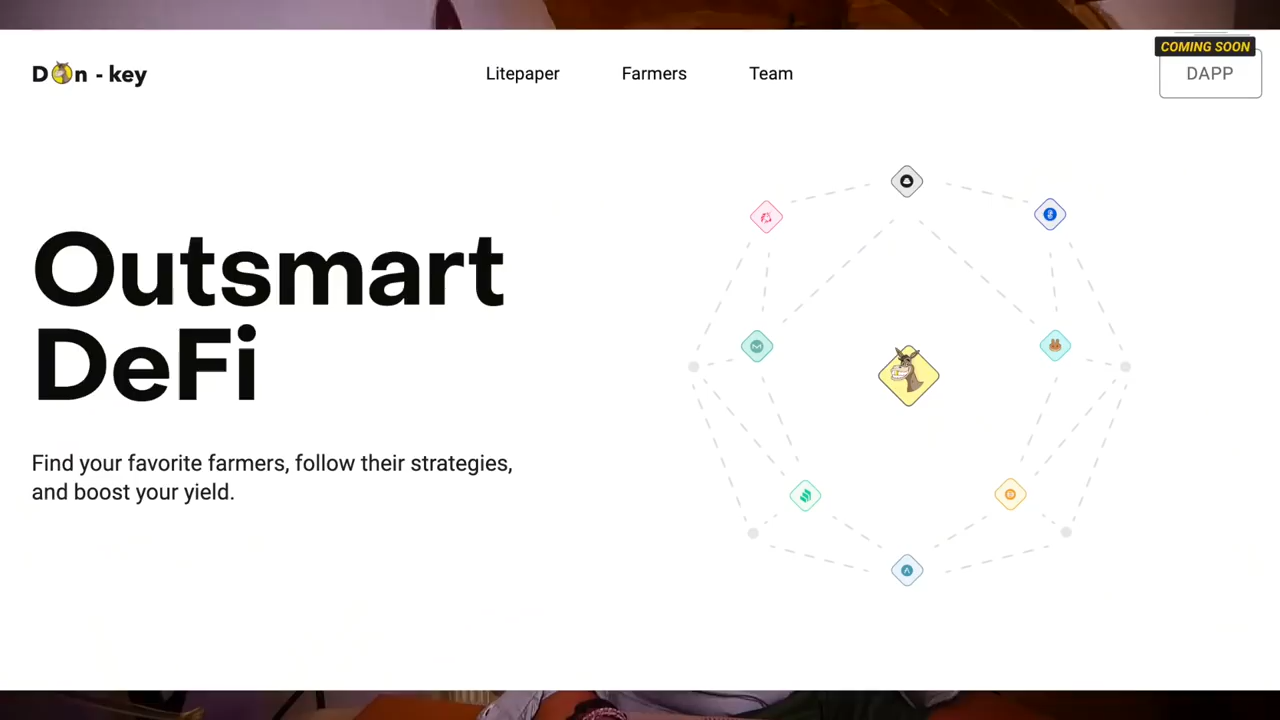 COMING SOON
Don - key
Litepaper
Farmers
Team
DAPP
Outsmart
DeFi
Find your favorite farmers, follow their strategies,
and boost your yield.